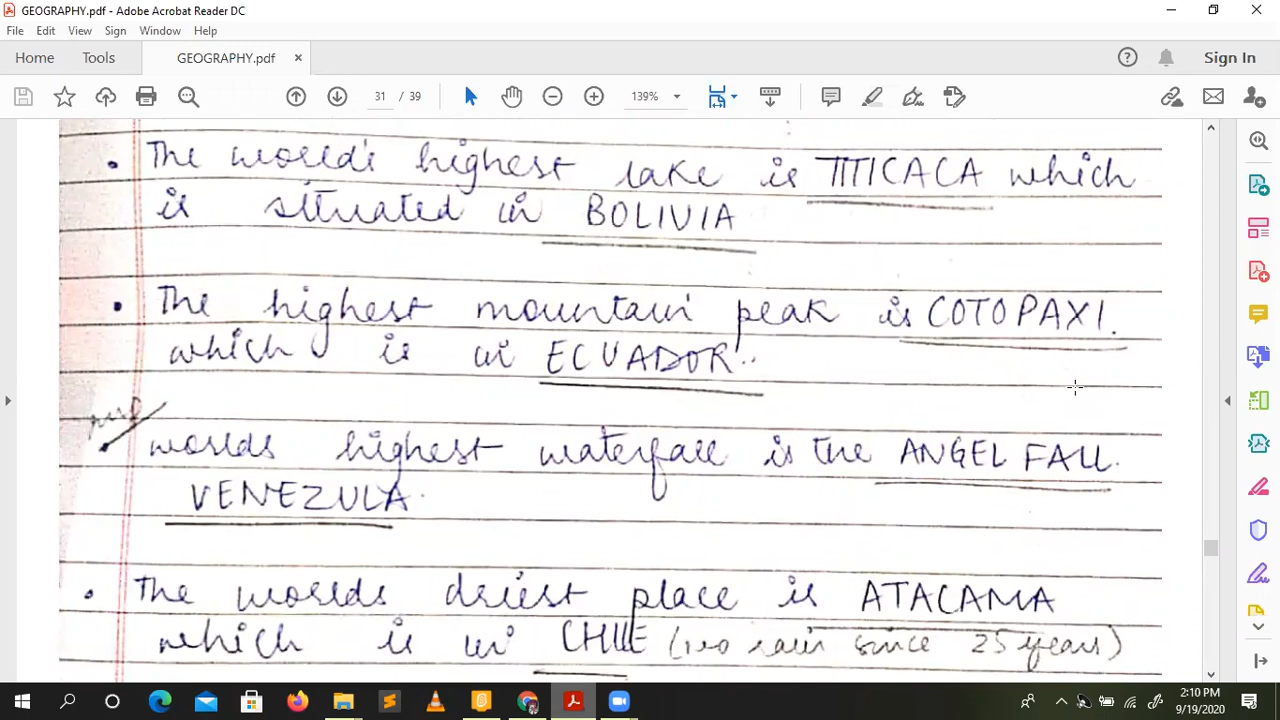 GEOGRAPHY.pdf - Adobe Acrobat Reader DC
File Edit View Sign Window Help
Home Tools GEOGRAPHY.pdf × Sign In
31 / 39 139%
• The world's highest lake is TITICACA which
is situated in BOLIVIA
• The highest mountain peak is COTOPAXI.
which is in ECUADOR..
worlds highest waterfall is the ANGEL FALL.
VENEZULA.
• The worlds driest place is ATACAMA
which is in CHILE (no rain since 25 years)
2:10 PM
9/19/2020